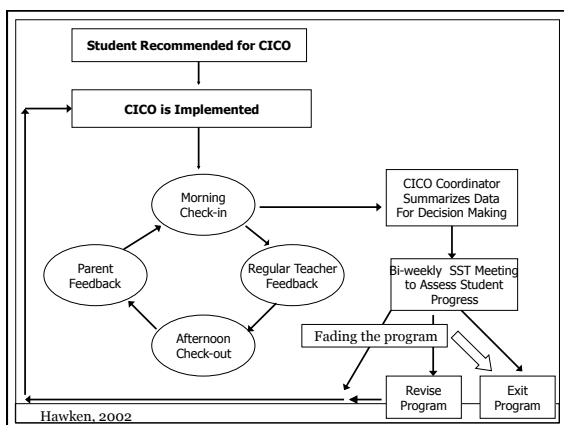 Student Recommended for CICO
CICO is Implemented
Morning
Check-in
CICO Coordinator
Summarizes Data
For Decision Making
Parent
Feedback
Regular Teacher
Feedback
Bi-weekly SST Meeting
to Assess Student
Progress
Afternoon
Check-out
Fading the program
Revise
Program
Exit
Program
Hawken, 2002